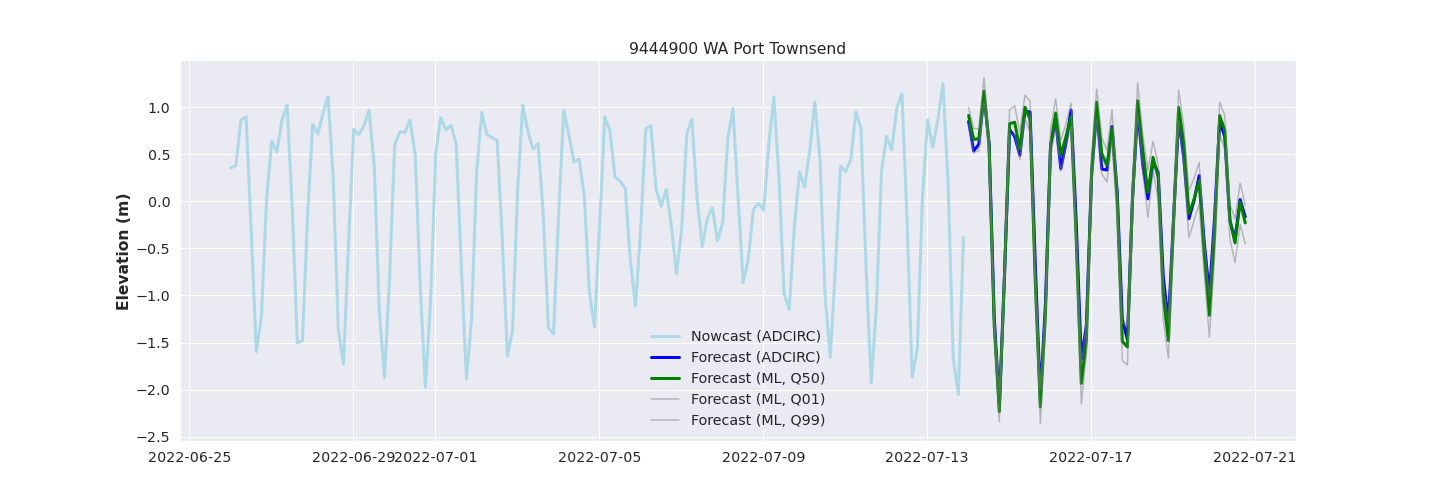 9444900 WA Port Townsend
Elevation (m)
1.0
0.5
0.0
−0.5
−1.0
−1.5
−2.0
−2.5
Nowcast (ADCIRC)
Forecast (ADCIRC)
Forecast (ML, Q50)
Forecast (ML, Q01)
Forecast (ML, Q99)
2022-06-25 2022-06-29 2022-07-01 2022-07-05 2022-07-09 2022-07-13 2022-07-17 2022-07-21